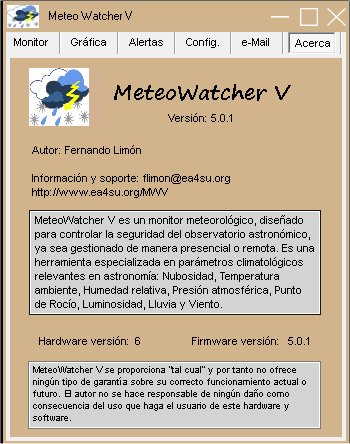 Meteo Watcher V
Monitor Gráfica Alertas Config. e-Mail Acerca
MeteoWatcher V
Versión: 5.0.1
Autor: Fernando Limón
Información y soporte: flimon@ea4su.org
http://www.ea4su.org/MWV
MeteoWatcher V es un monitor meteorológico, diseñado
para controlar la seguridad del observatorio astronómico,
ya sea gestionado de manera presencial o remota. Es una
herramienta especializada en parámetros climatológicos
relevantes en astronomía: Nubosidad, Temperatura
ambiente, Humedad relativa, Presión atmosférica, Punto
de Rocío, Luminosidad, Lluvia y Viento.
Hardware versión: 6 Firmware versión: 5.0.1
MeteoWatcher V se proporciona "tal cual" y por tanto no ofrece
ningún tipo de garantía sobre su correcto funcionamiento actual o
futuro. El autor no se hace responsable de ningún daño como
consecuencia del uso que haga el usuario de este hardware y
software.